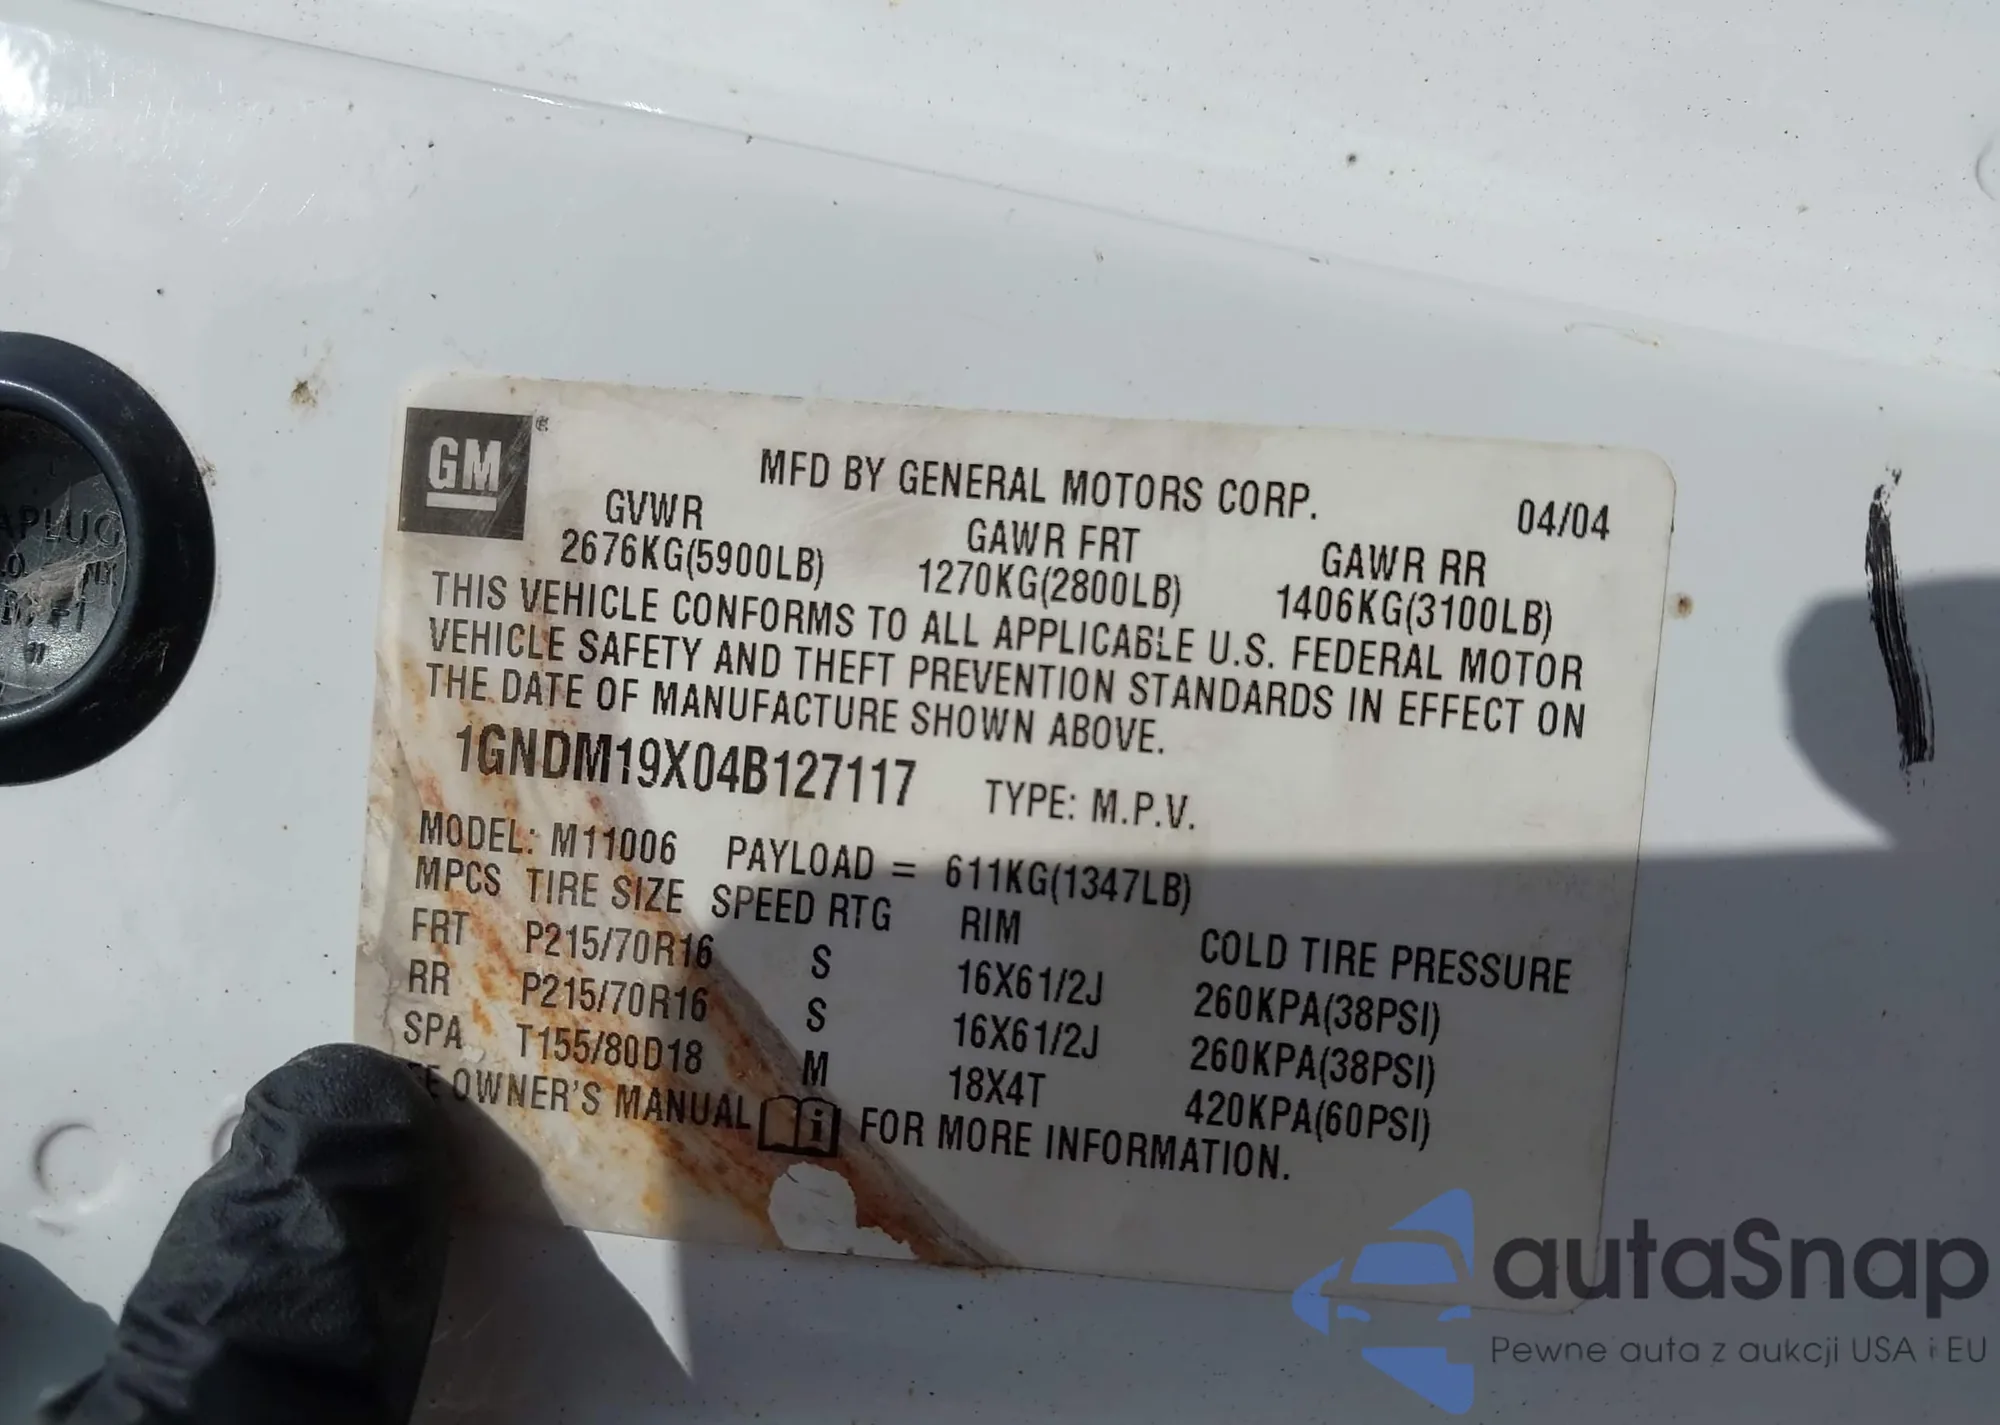 GM
MFD BY GENERAL MOTORS CORP.
04/04
GVWR GAWR FRT GAWR RR
2676KG(5900LB) 1270KG(2800LB) 1406KG(3100LB)
THIS VEHICLE CONFORMS TO ALL APPLICABLE U.S. FEDERAL MOTOR
VEHICLE SAFETY AND THEFT PREVENTION STANDARDS IN EFFECT ON
THE DATE OF MANUFACTURE SHOWN ABOVE.
1GNDM19X04B127117 TYPE: M.P.V.
MODEL: M11006 PAYLOAD = 611KG(1347LB)
MPCS TIRE SIZE SPEED RTG RIM COLD TIRE PRESSURE
FRT P215/70R16 S 16X61/2J 260KPA(38PSI)
RR P215/70R16 S 16X61/2J 260KPA(38PSI)
SPA T155/80D18 M 18X4T 420KPA(60PSI)
OWNER'S MANUAL i FOR MORE INFORMATION.
autaSnap
Pewne auta z aukcji USA i EU